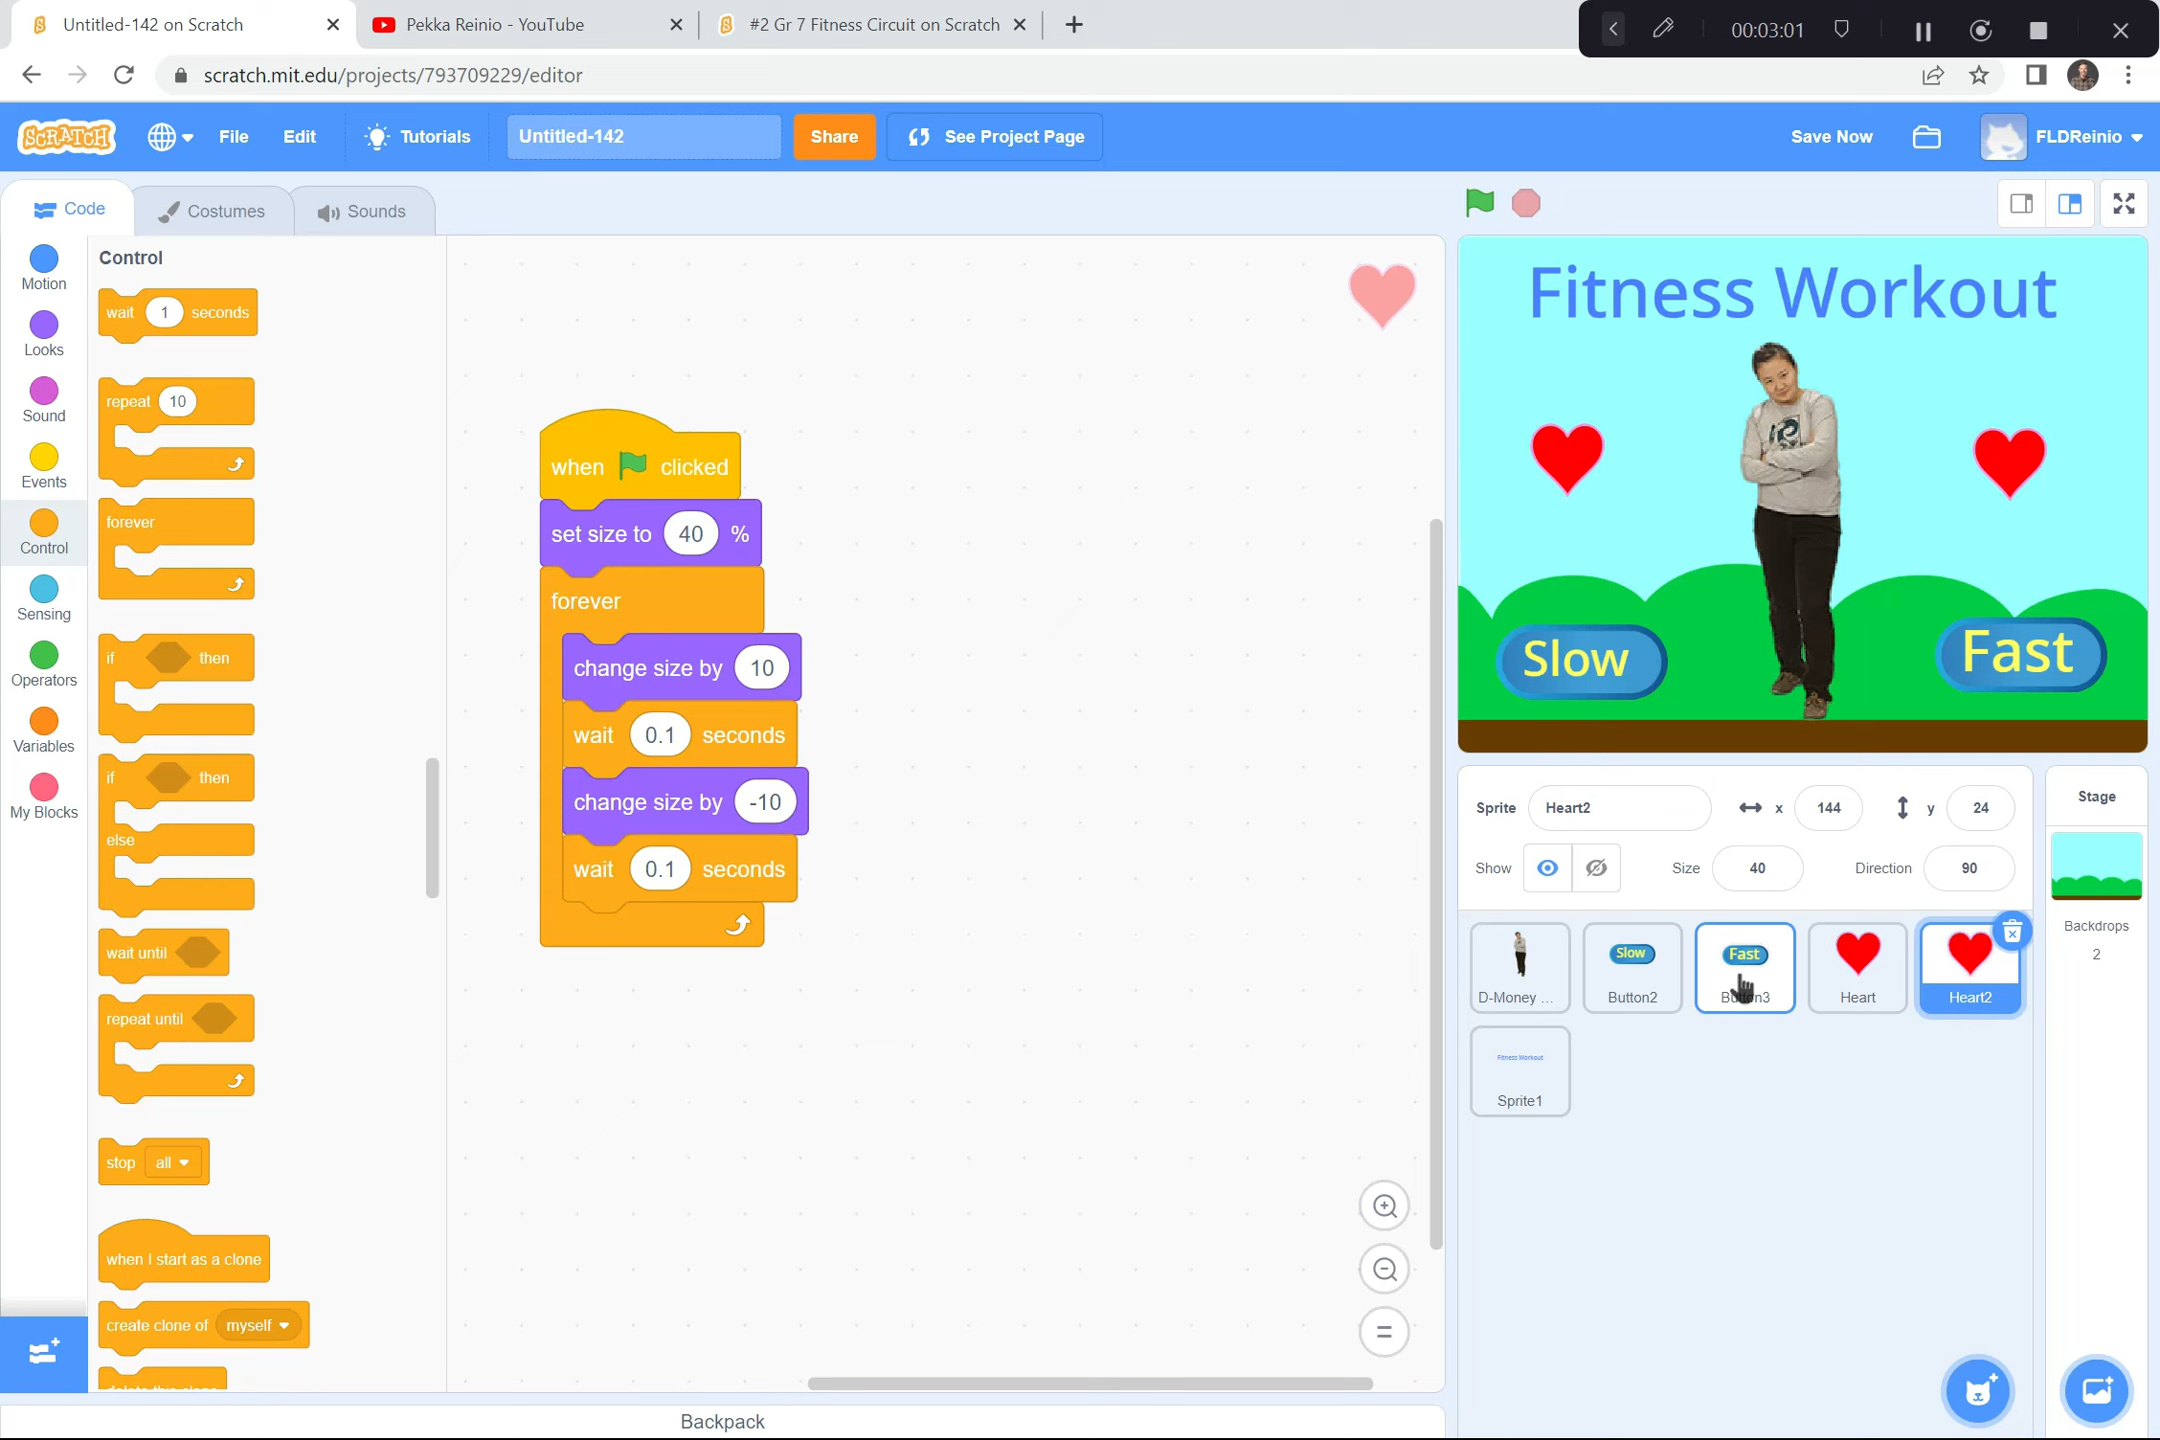 Untitled-142 on Scratch
Pekka Reinio - YouTube
#2 Gr 7 Fitness Circuit on Scratch
00:03:01
scratch.mit.edu/projects/793709229/editor
SCRATCH
File
Edit
Tutorials
Untitled-142
Share
See Project Page
Save Now
FLDReinio
Code
Costumes
Sounds
Motion
Looks
Sound
Events
Control
Sensing
Operators
Variables
My Blocks
Control
wait 1 seconds
repeat 10
forever
if then
if then
else
wait until
repeat until
stop all
when I start as a clone
create clone of myself
when clicked
set size to 40 %
forever
change size by 10
wait 0.1 seconds
change size by -10
wait 0.1 seconds
Backpack
Fitness Workout
Slow
Fast
Sprite Heart2 x 144 y 24
Show Size 40 Direction 90
Slow
Fast
D-Money ...
Button2
Button3
Heart
Heart2
Fitness Workout
Sprite1
Stage
Backdrops
2